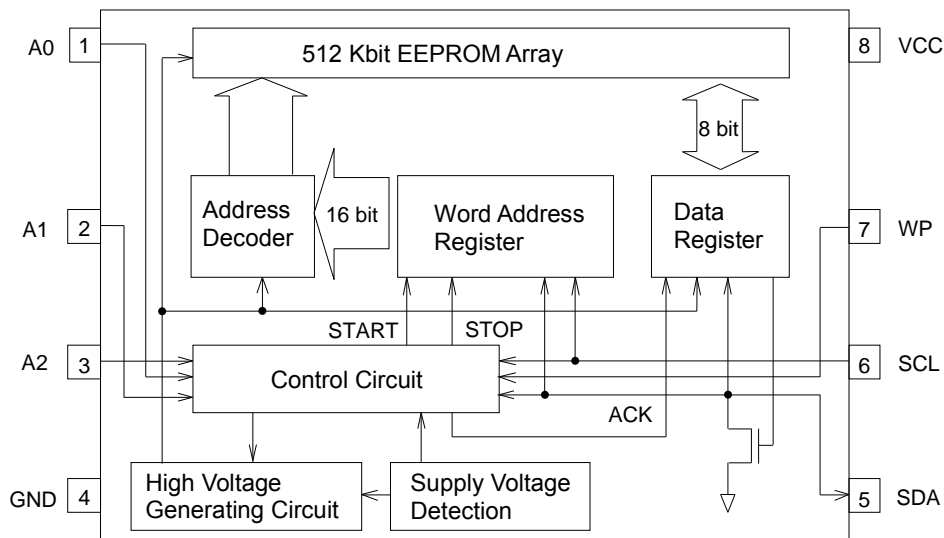 A0
1
512 Kbit EEPROM Array
8
VCC
8 bit
A1
2
Address
Decoder
16 bit
Word Address
Register
Data
Register
7
WP
START
STOP
A2
3
Control Circuit
6
SCL
ACK
GND
4
High Voltage
Generating Circuit
Supply Voltage
Detection
5
SDA